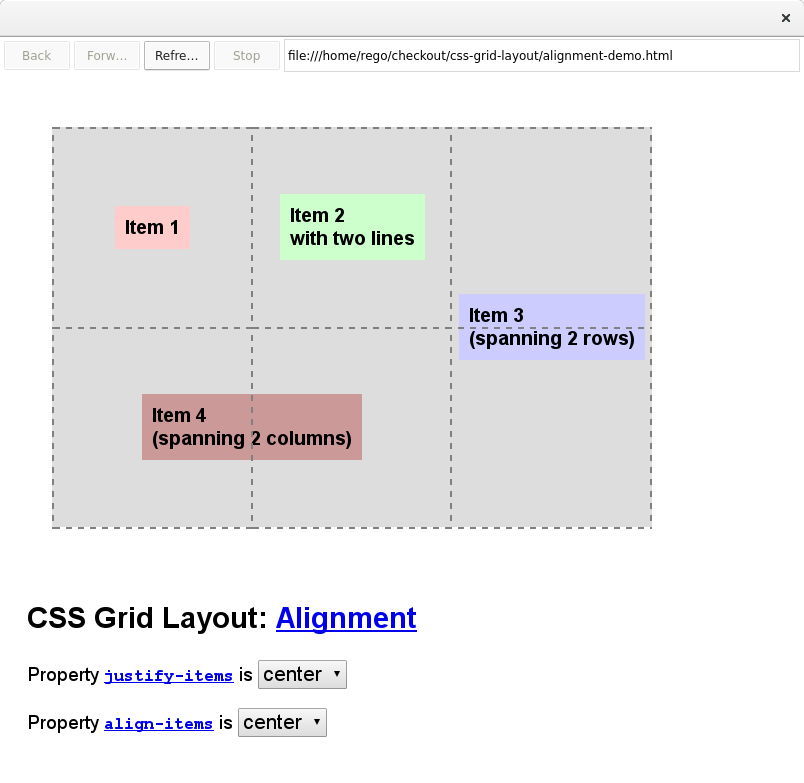 Back Forw... Refre... Stop file:///home/rego/checkout/css-grid-layout/alignment-demo.html
Item 1
Item 2
with two lines
Item 3
(spanning 2 rows)
Item 4
(spanning 2 columns)
CSS Grid Layout: Alignment
Property justify-items is center
Property align-items is center